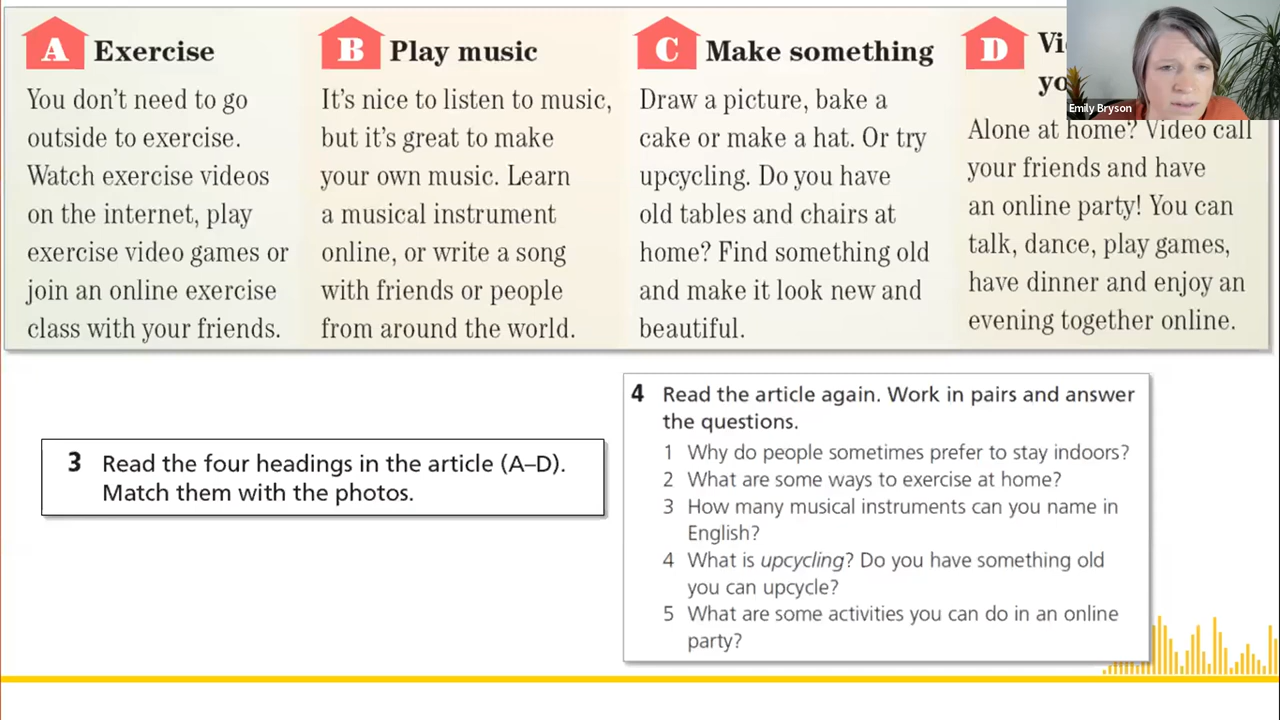 A Exercise
You don't need to go
outside to exercise.
Watch exercise videos
on the internet, play
exercise video games or
join an online exercise
class with your friends.
B Play music
It's nice to listen to music,
but it's great to make
your own music. Learn
a musical instrument
online, or write a song
with friends or people
from around the world.
C Make something
Draw a picture, bake a
cake or make a hat. Or try
upcycling. Do you have
old tables and chairs at
home? Find something old
and make it look new and
beautiful.
D
Alone at home? Video call
your friends and have
an online party! You can
talk, dance, play games,
have dinner and enjoy an
evening together online.
Emily Bryson
3 Read the four headings in the article (A–D).
Match them with the photos.
4 Read the article again. Work in pairs and answer
the questions.
1 Why do people sometimes prefer to stay indoors?
2 What are some ways to exercise at home?
3 How many musical instruments can you name in
English?
4 What is upcycling? Do you have something old
you can upcycle?
5 What are some activities you can do in an online
party?